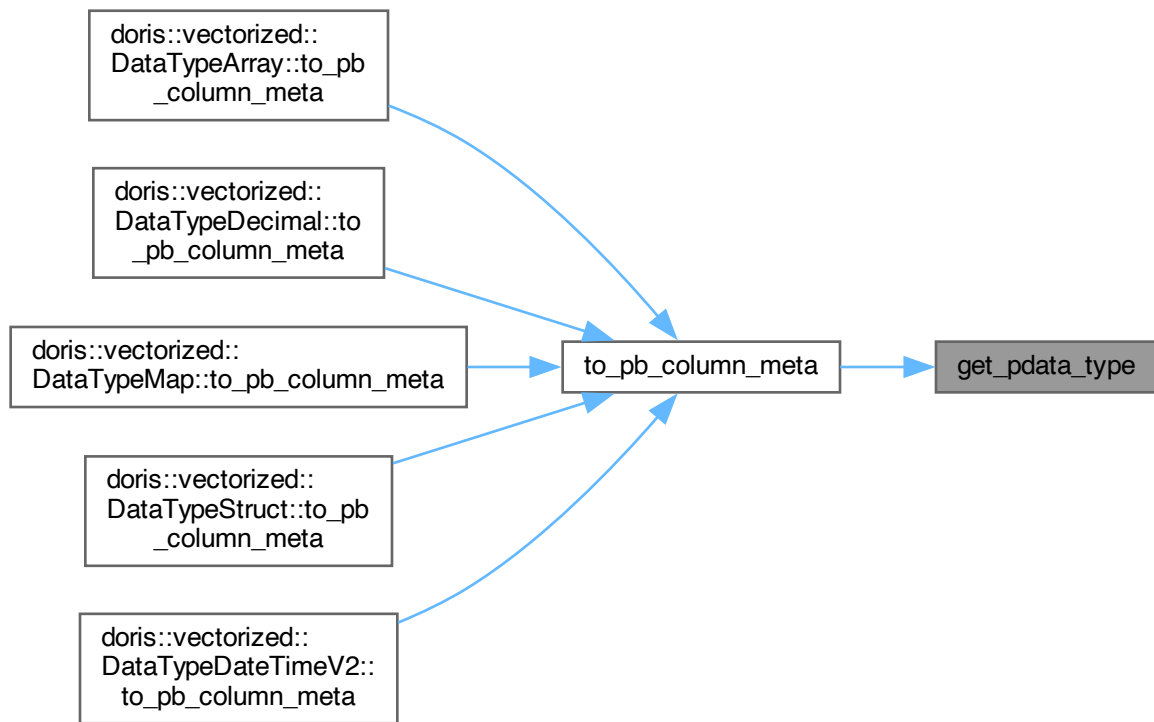 doris::vectorized::
DataTypeArray::to_pb
_column_meta
doris::vectorized::
DataTypeDecimal::to
_pb_column_meta
doris::vectorized::
DataTypeMap::to_pb_column_meta
doris::vectorized::
DataTypeStruct::to_pb
_column_meta
doris::vectorized::
DataTypeDateTimeV2::
to_pb_column_meta
to_pb_column_meta
get_pdata_type